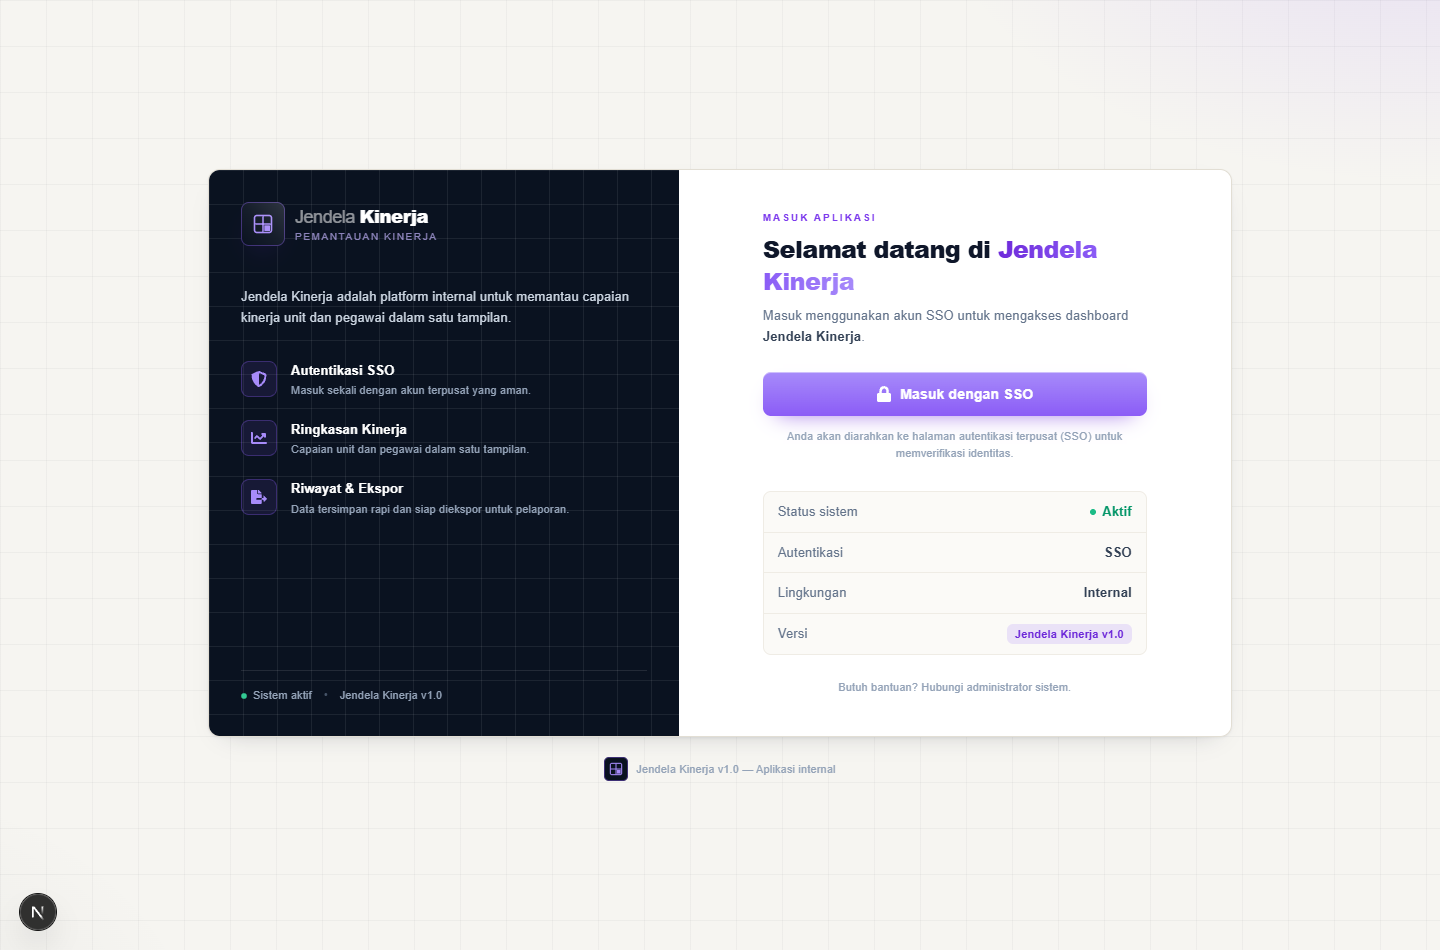 Jendela Kinerja
PEMANTAUAN KINERJA
Jendela Kinerja adalah platform internal untuk memantau capaian
kinerja unit dan pegawai dalam satu tampilan.
Autentikasi SSO
Masuk sekali dengan akun terpusat yang aman.
Ringkasan Kinerja
Capaian unit dan pegawai dalam satu tampilan.
Riwayat & Ekspor
Data tersimpan rapi dan siap diekspor untuk pelaporan.
Sistem aktif • Jendela Kinerja v1.0
MASUK APLIKASI
Selamat datang di Jendela
Kinerja
Masuk menggunakan akun SSO untuk mengakses dashboard
Jendela Kinerja.
Masuk dengan SSO
Anda akan diarahkan ke halaman autentikasi terpusat (SSO) untuk
memverifikasi identitas.
Status sistem Aktif
Autentikasi SSO
Lingkungan Internal
Versi Jendela Kinerja v1.0
Butuh bantuan? Hubungi administrator sistem.
Jendela Kinerja v1.0 — Aplikasi internal
N